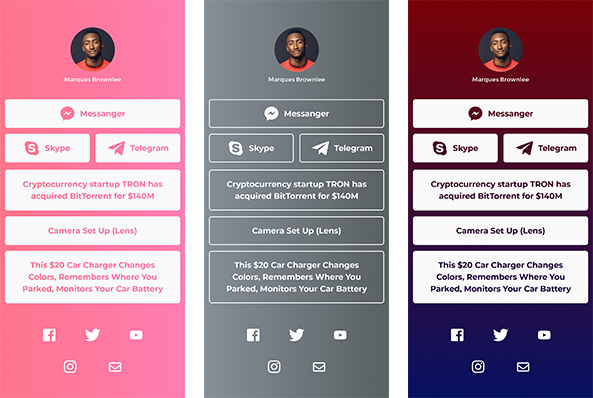 Marques Brownlee
Messanger
Skype
Telegram
Cryptocurrency startup TRON has
acquired BitTorrent for $140M
Camera Set Up (Lens)
This $20 Car Charger Changes
Colors, Remembers Where You
Parked, Monitors Your Car Battery
Marques Brownlee
Messanger
Skype
Telegram
Cryptocurrency startup TRON has
acquired BitTorrent for $140M
Camera Set Up (Lens)
This $20 Car Charger Changes
Colors, Remembers Where You
Parked, Monitors Your Car Battery
Marques Brownlee
Messanger
Skype
Telegram
Cryptocurrency startup TRON has
acquired BitTorrent for $140M
Camera Set Up (Lens)
This $20 Car Charger Changes
Colors, Remembers Where You
Parked, Monitors Your Car Battery